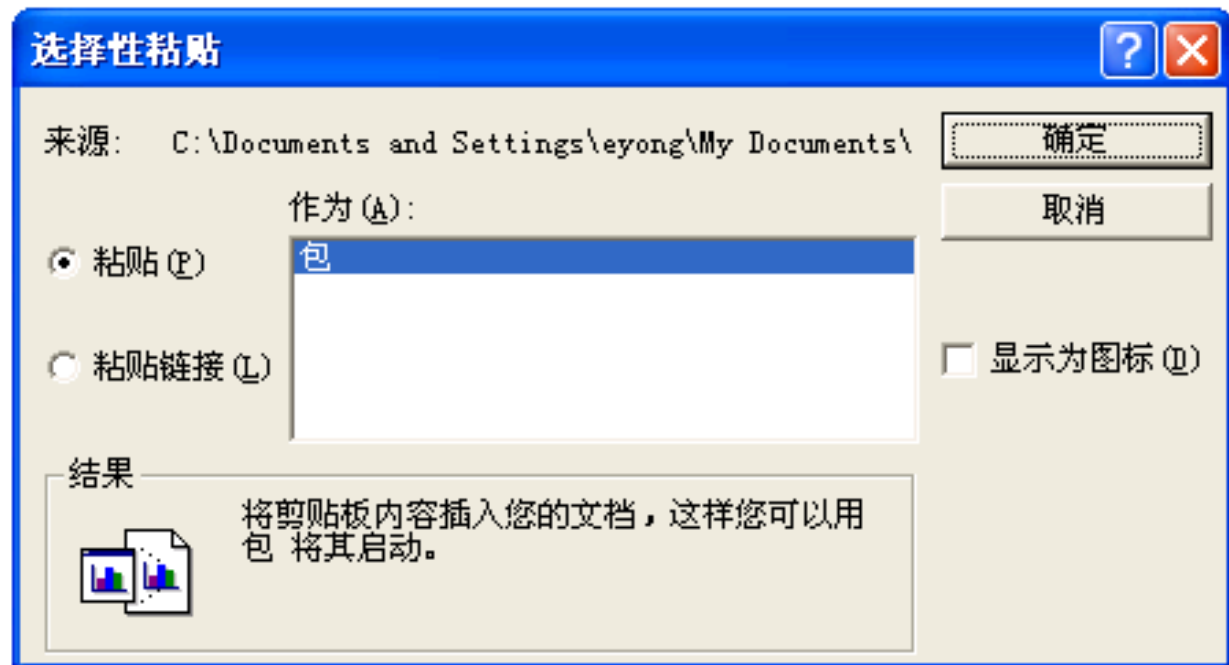 选择性粘贴
来源: C:\Documents and Settings\eyong\My Documents\
确定
取消
作为(A):
包
粘贴(P)
粘贴链接(L)
显示为图标(D)
结果
将剪贴板内容插入您的文档，这样您可以用
包 将其启动。